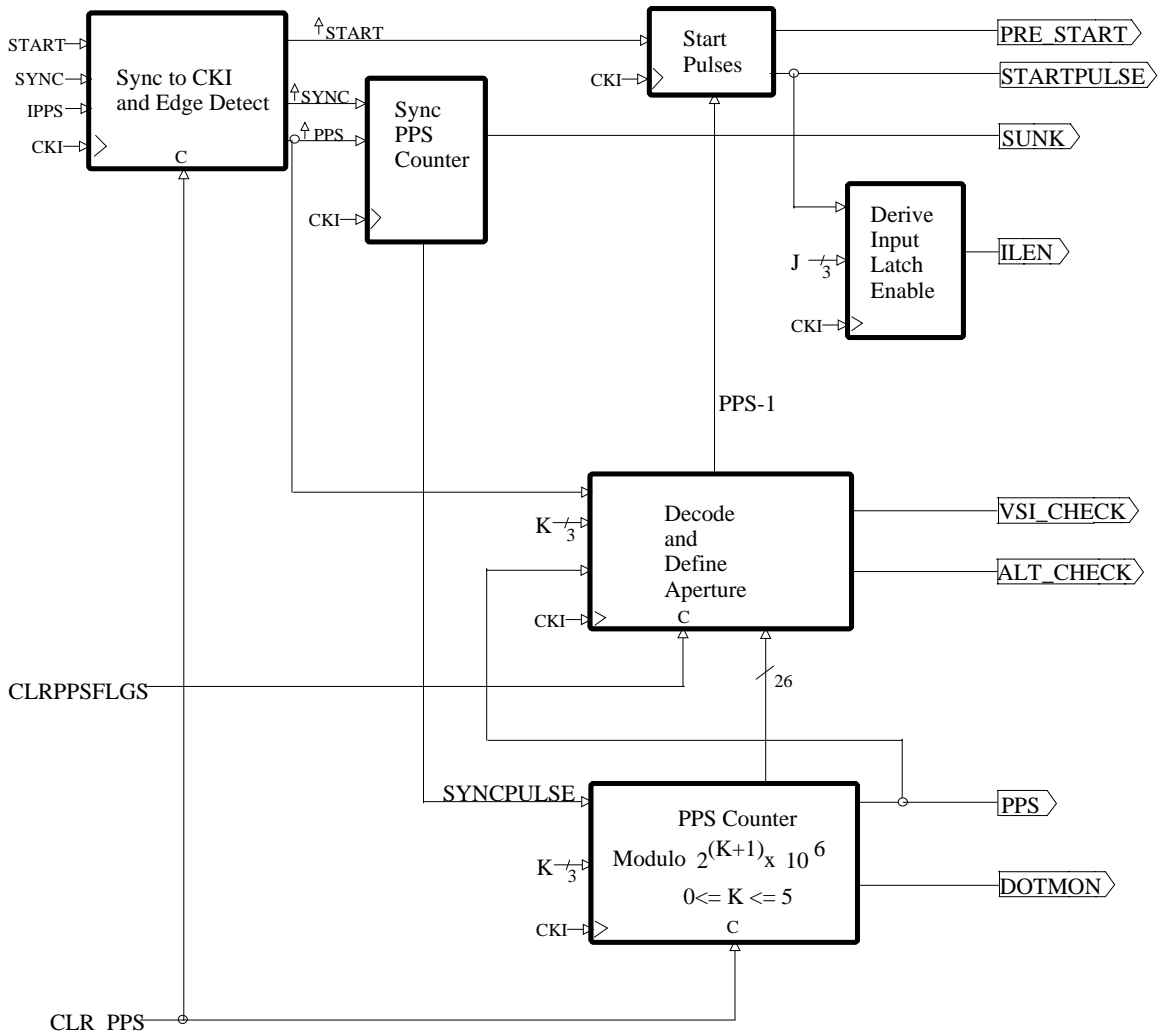 START
SYNC
IPPS
CKI
Sync to CKI
and Edge Detect
C
START
SYNC
PPS
Sync
PPS
Counter
CKI
Start
Pulses
CKI
PRE_START
STARTPULSE
SUNK
Derive
Input
Latch
Enable
J
3
CKI
ILEN
PPS-1
Decode
and
Define
Aperture
K
3
CKI
C
VSI_CHECK
ALT_CHECK
CLRPPSFLGS
26
SYNCPULSE
PPS Counter
Modulo 2^(K+1) x 10^6
0<= K <= 5
K
3
CKI
C
PPS
DOTMON
CLR_PPS